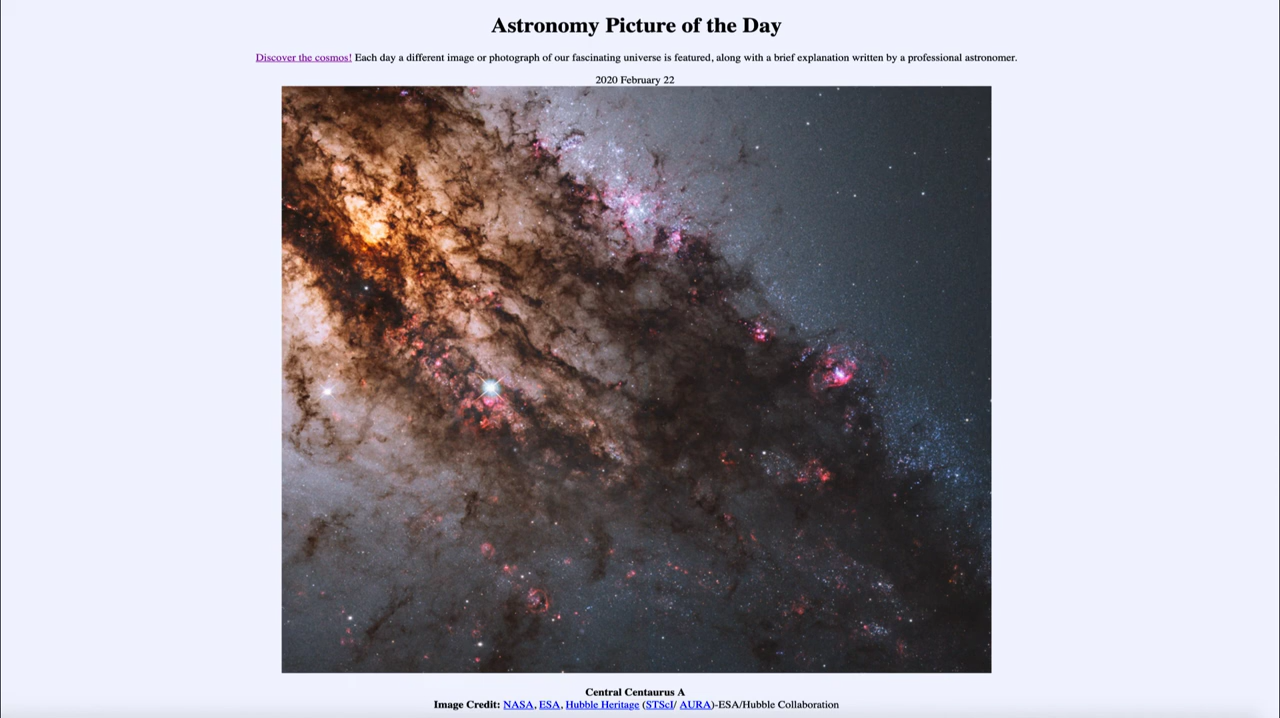 Astronomy Picture of the Day
Discover the cosmos! Each day a different image or photograph of our fascinating universe is featured, along with a brief explanation written by a professional astronomer.
2020 February 22
Central Centaurus A
Image Credit: NASA, ESA, Hubble Heritage (STScI/ AURA)-ESA/Hubble Collaboration